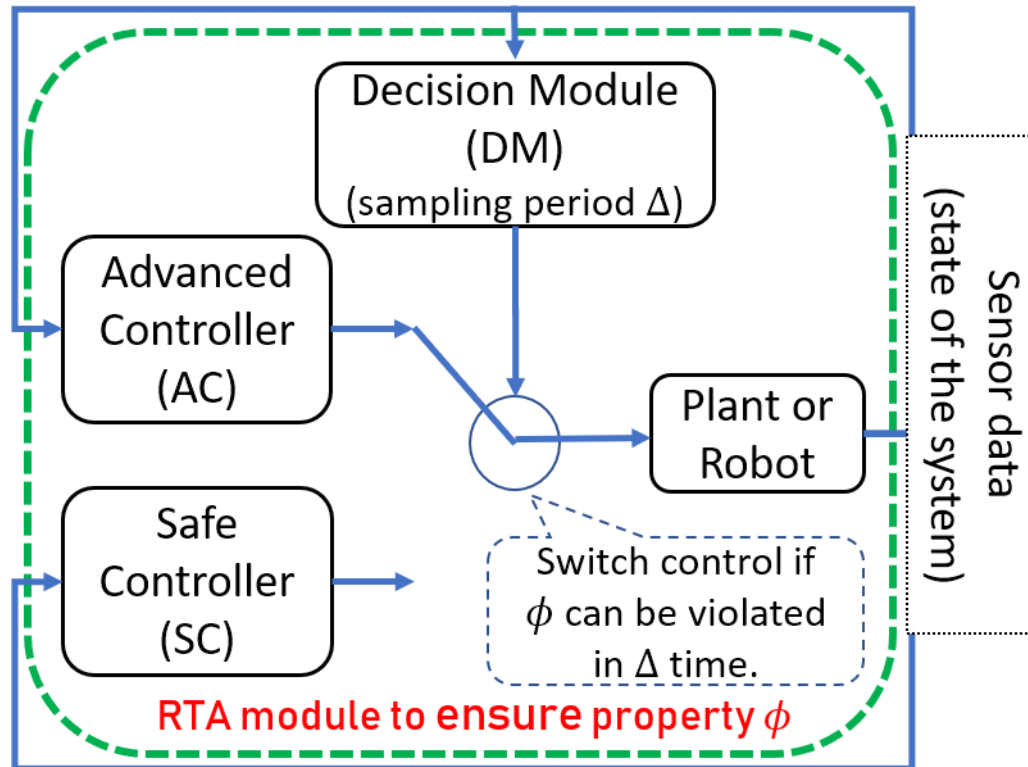 Decision Module
(DM)
(sampling period Δ)
Advanced
Controller
(AC)
Plant or
Robot
Sensor data
(state of the system)
Safe
Controller
(SC)
Switch control if
ϕ can be violated
in Δ time.
RTA module to ensure property ϕ